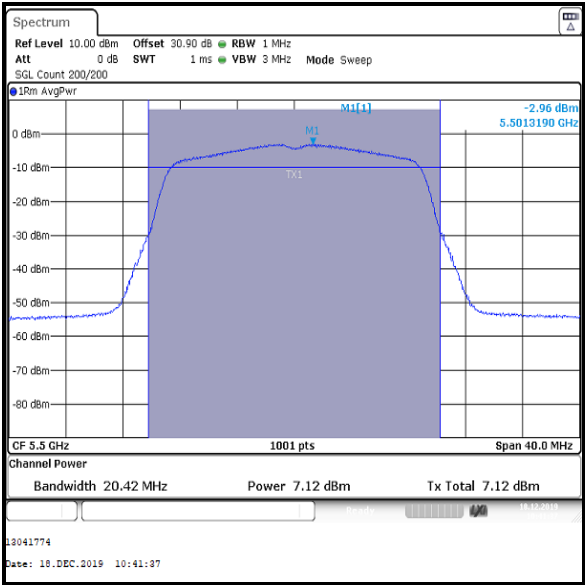 Spectrum
Ref Level 10.00 dBm Offset 30.90 dB RBW 1 MHz
Att 0 dB SWT 1 ms VBW 3 MHz Mode Sweep
SGL Count 200/200
1Rm AvgPwr
M1[1] -2.96 dBm
5.5013190 GHz
M1
0 dBm
-10 dBm
TX1
-20 dBm
-30 dBm
-40 dBm
-50 dBm
-60 dBm
-70 dBm
-80 dBm
CF 5.5 GHz 1001 pts Span 40.0 MHz
Channel Power
Bandwidth 20.42 MHz Power 7.12 dBm Tx Total 7.12 dBm
Ready 18.12.2019
13041774
Date: 18.DEC.2019 10:41:37